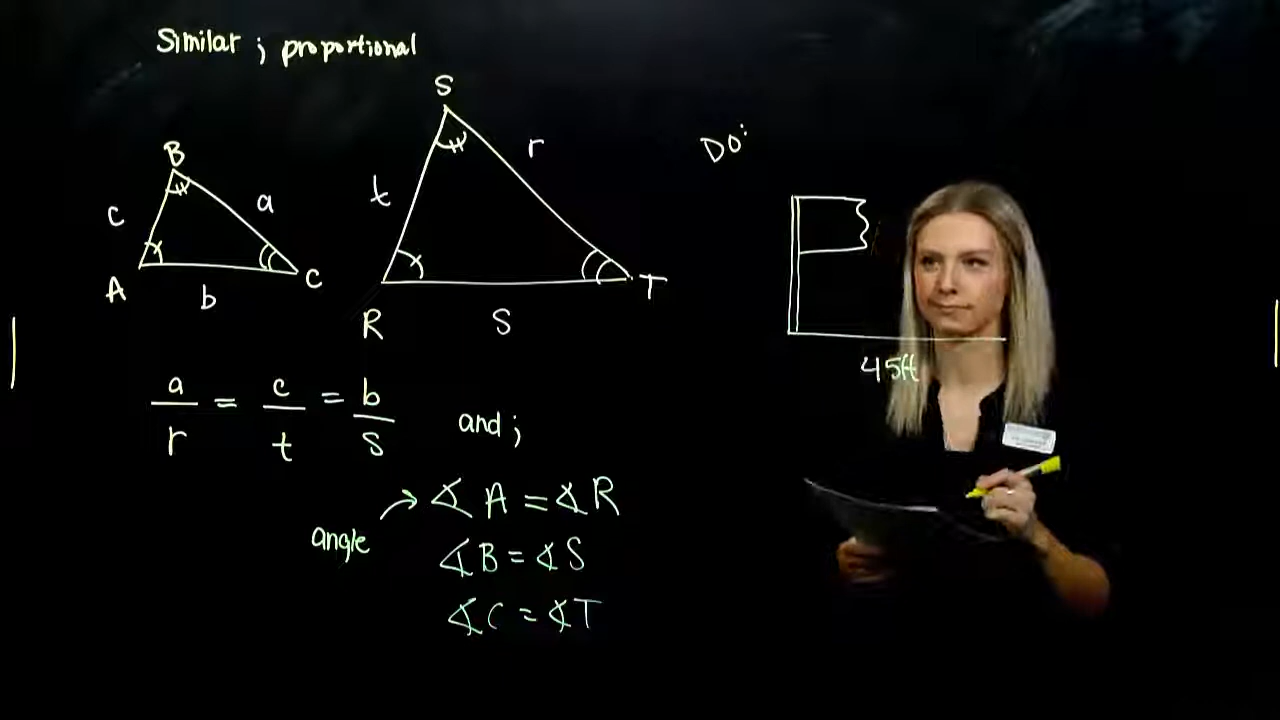 Similar ; proportional
S
B
t
r
c
a
A
b
C
R
S
T
a/r = c/t = b/s and ;
angle → ∢A = ∢R
∢B = ∢S
∢C = ∢T
DO:
45ft